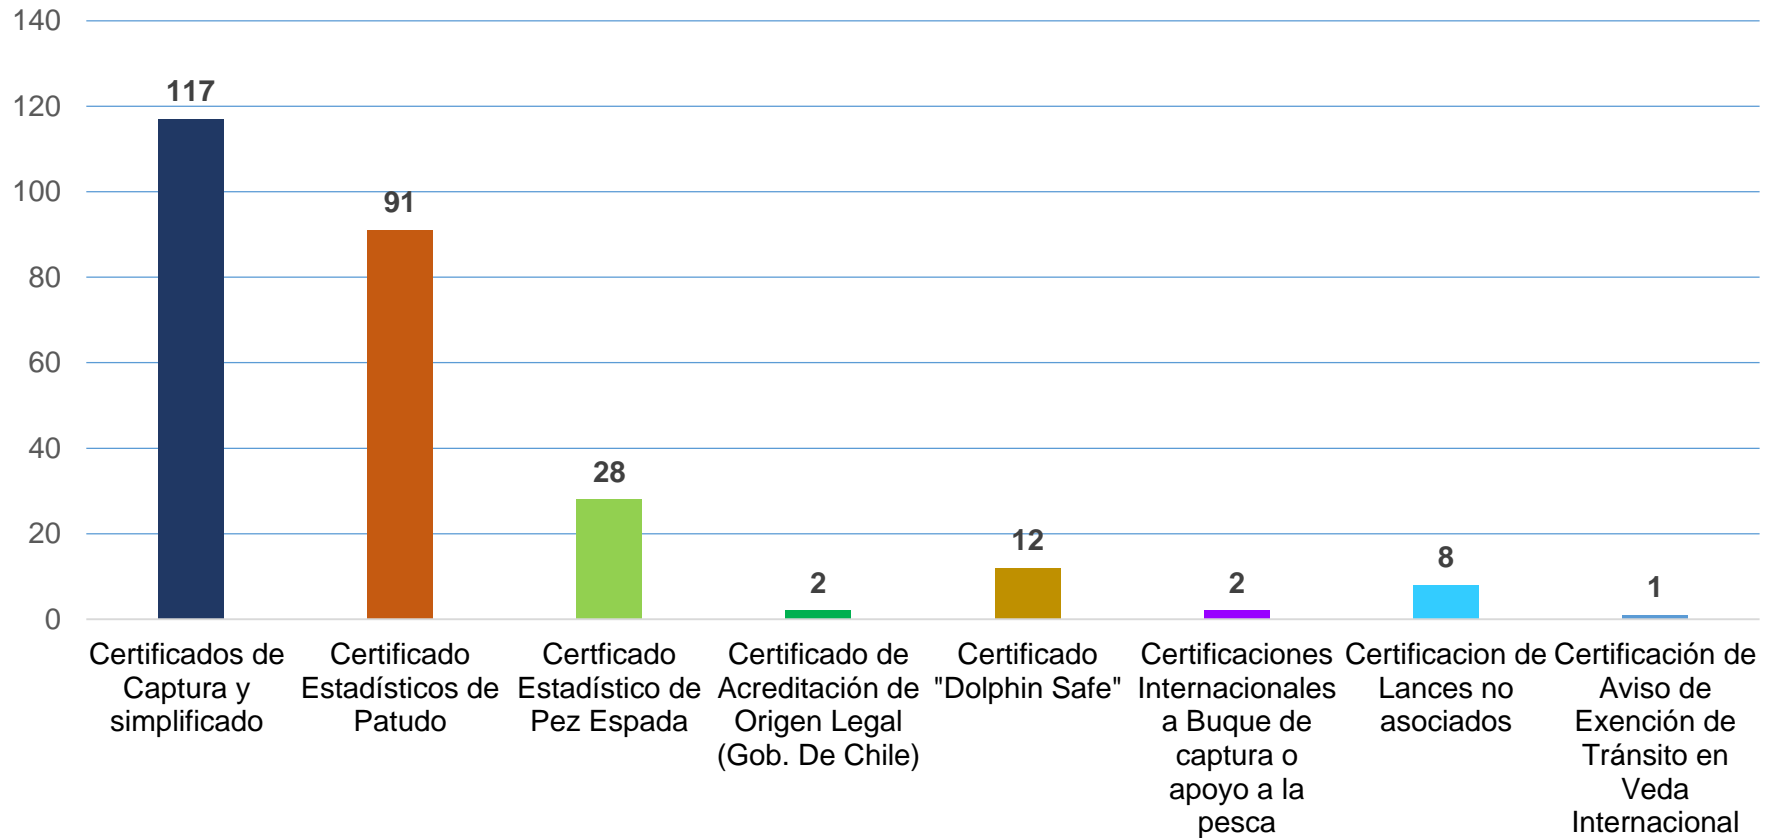 140
120
100
80
60
40
20
0
117
91
28
2
12
2
8
1
Certificados de
Captura y
simplificado
Certificado
Estadísticos de
Patudo
Certficado
Estadístico de
Pez Espada
Certificado de
Acreditación de
Origen Legal
(Gob. De Chile)
Certificado
"Dolphin Safe"
Certificaciones
Internacionales
a Buque de
captura o
apoyo a la
pesca
Certificacion de
Lances no
asociados
Certificación de
Aviso de
Exención de
Tránsito en
Veda
Internacional